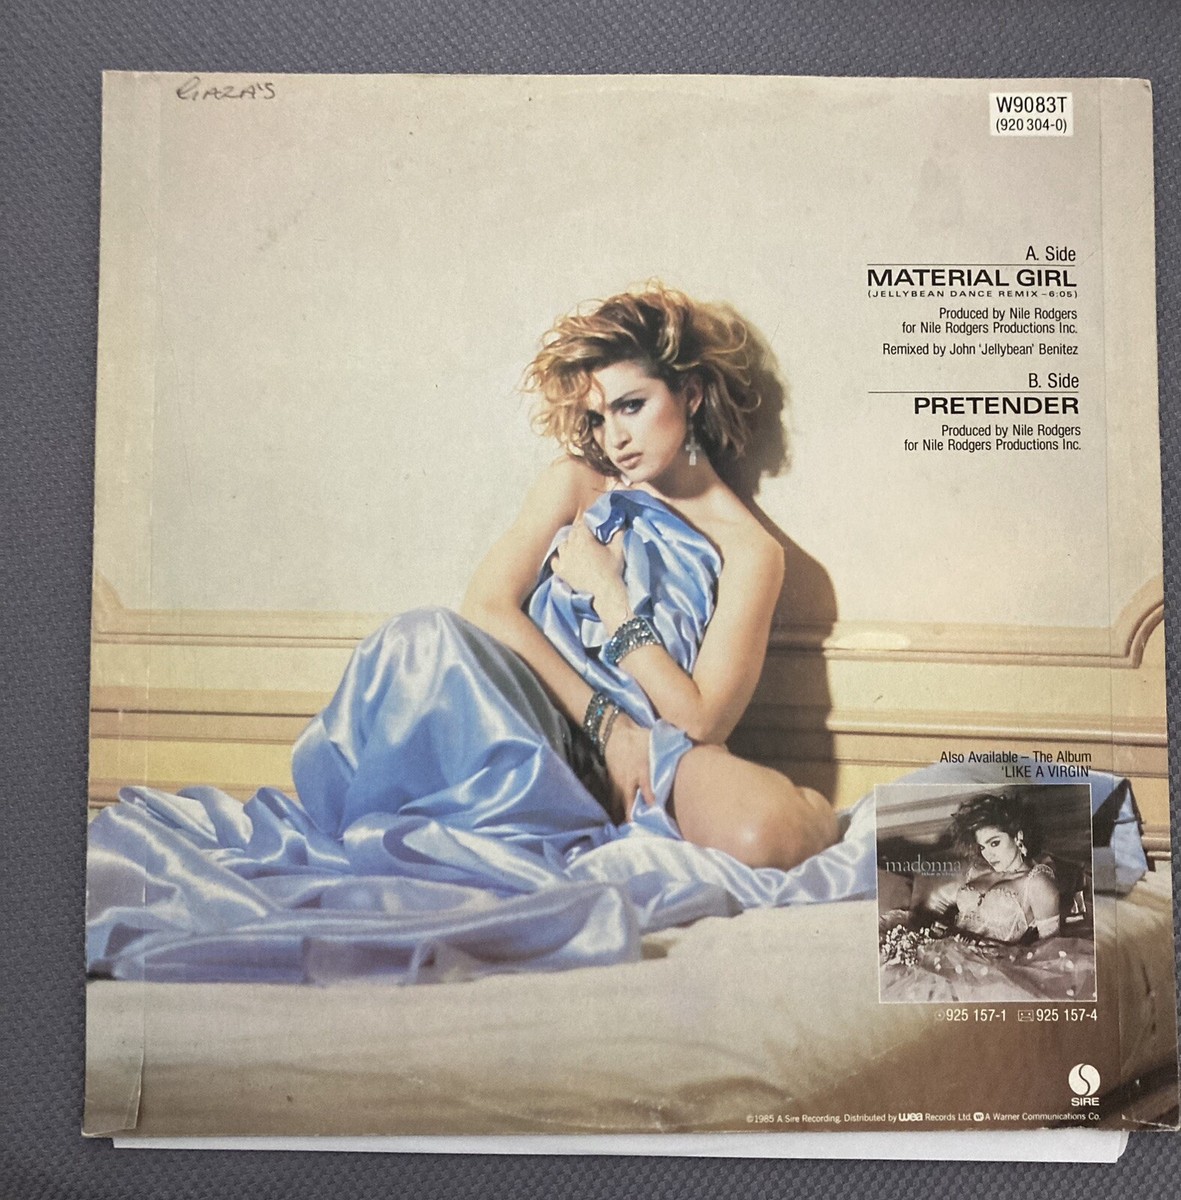 GAZA'S
W9083T
(920 304-0)
A. Side
MATERIAL GIRL
(JELLYBEAN DANCE REMIX – 6:05)
Produced by Nile Rodgers
for Nile Rodgers Productions Inc.
Remixed by John 'Jellybean' Benitez
B. Side
PRETENDER
Produced by Nile Rodgers
for Nile Rodgers Productions Inc.
Also Available – The Album
'LIKE A VIRGIN'
madonna
925 157-1 925 157-4
SIRE
©1985 A Sire Recording. Distributed by wea Records Ltd. W A Warner Communications Co.